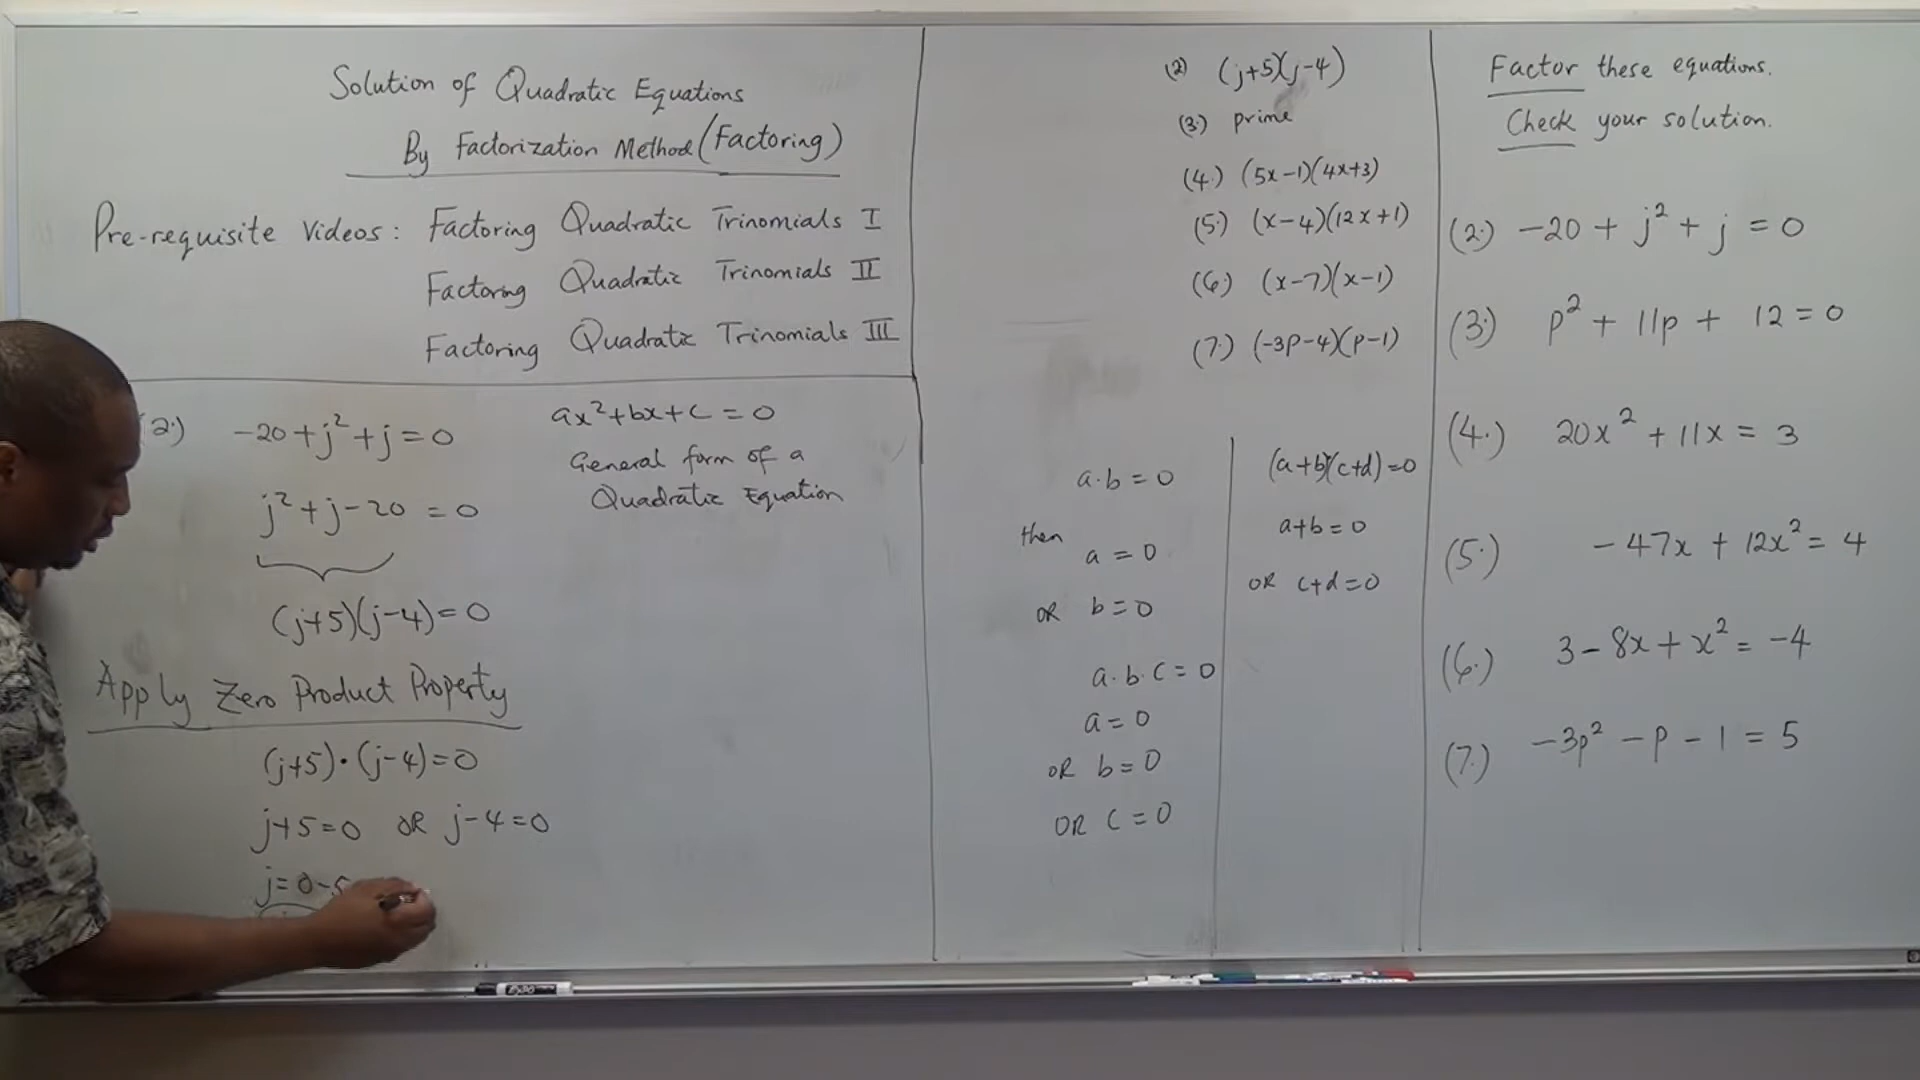 Solution of Quadratic Equations
By Factorization Method (Factoring)
Pre-requisite Videos: Factoring Quadratic Trinomials I
Factoring Quadratic Trinomials II
Factoring Quadratic Trinomials III
(2.) -20+j²+j=0
j²+j-20=0
(j+5)(j-4)=0
Apply Zero Product Property
(j+5)·(j-4)=0
j+5=0 OR j-4=0
j=0-5
ax²+bx+c=0
General form of a
Quadratic Equation
(2) (j+5)(j-4)
(3.) prime
(4.) (5x-1)(4x+3)
(5.) (x-4)(12x+1)
(6.) (x-7)(x-1)
(7.) (-3p-4)(p-1)
a·b=0
then
a=0
OR b=0
a·b·c=0
a=0
OR b=0
OR c=0
(a+b)(c+d)=0
a+b=0
OR c+d=0
Factor these equations.
Check your solution.
(2.) -20+j²+j=0
(3.) p²+11p+12=0
(4.) 20x²+11x=3
(5.) -47x+12x²=4
(6.) 3-8x+x²=-4
(7.) -3p²-p-1=5
EXPO